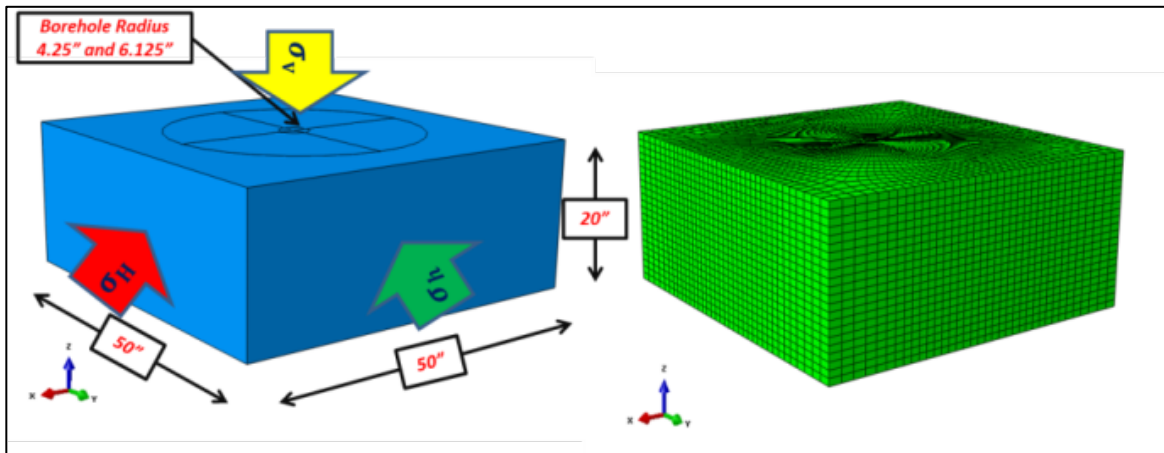 Borehole Radius
4.25” and 6.125”
σv
20”
σH
σh
50”
50”
Z
X
Y
Z
X
Y